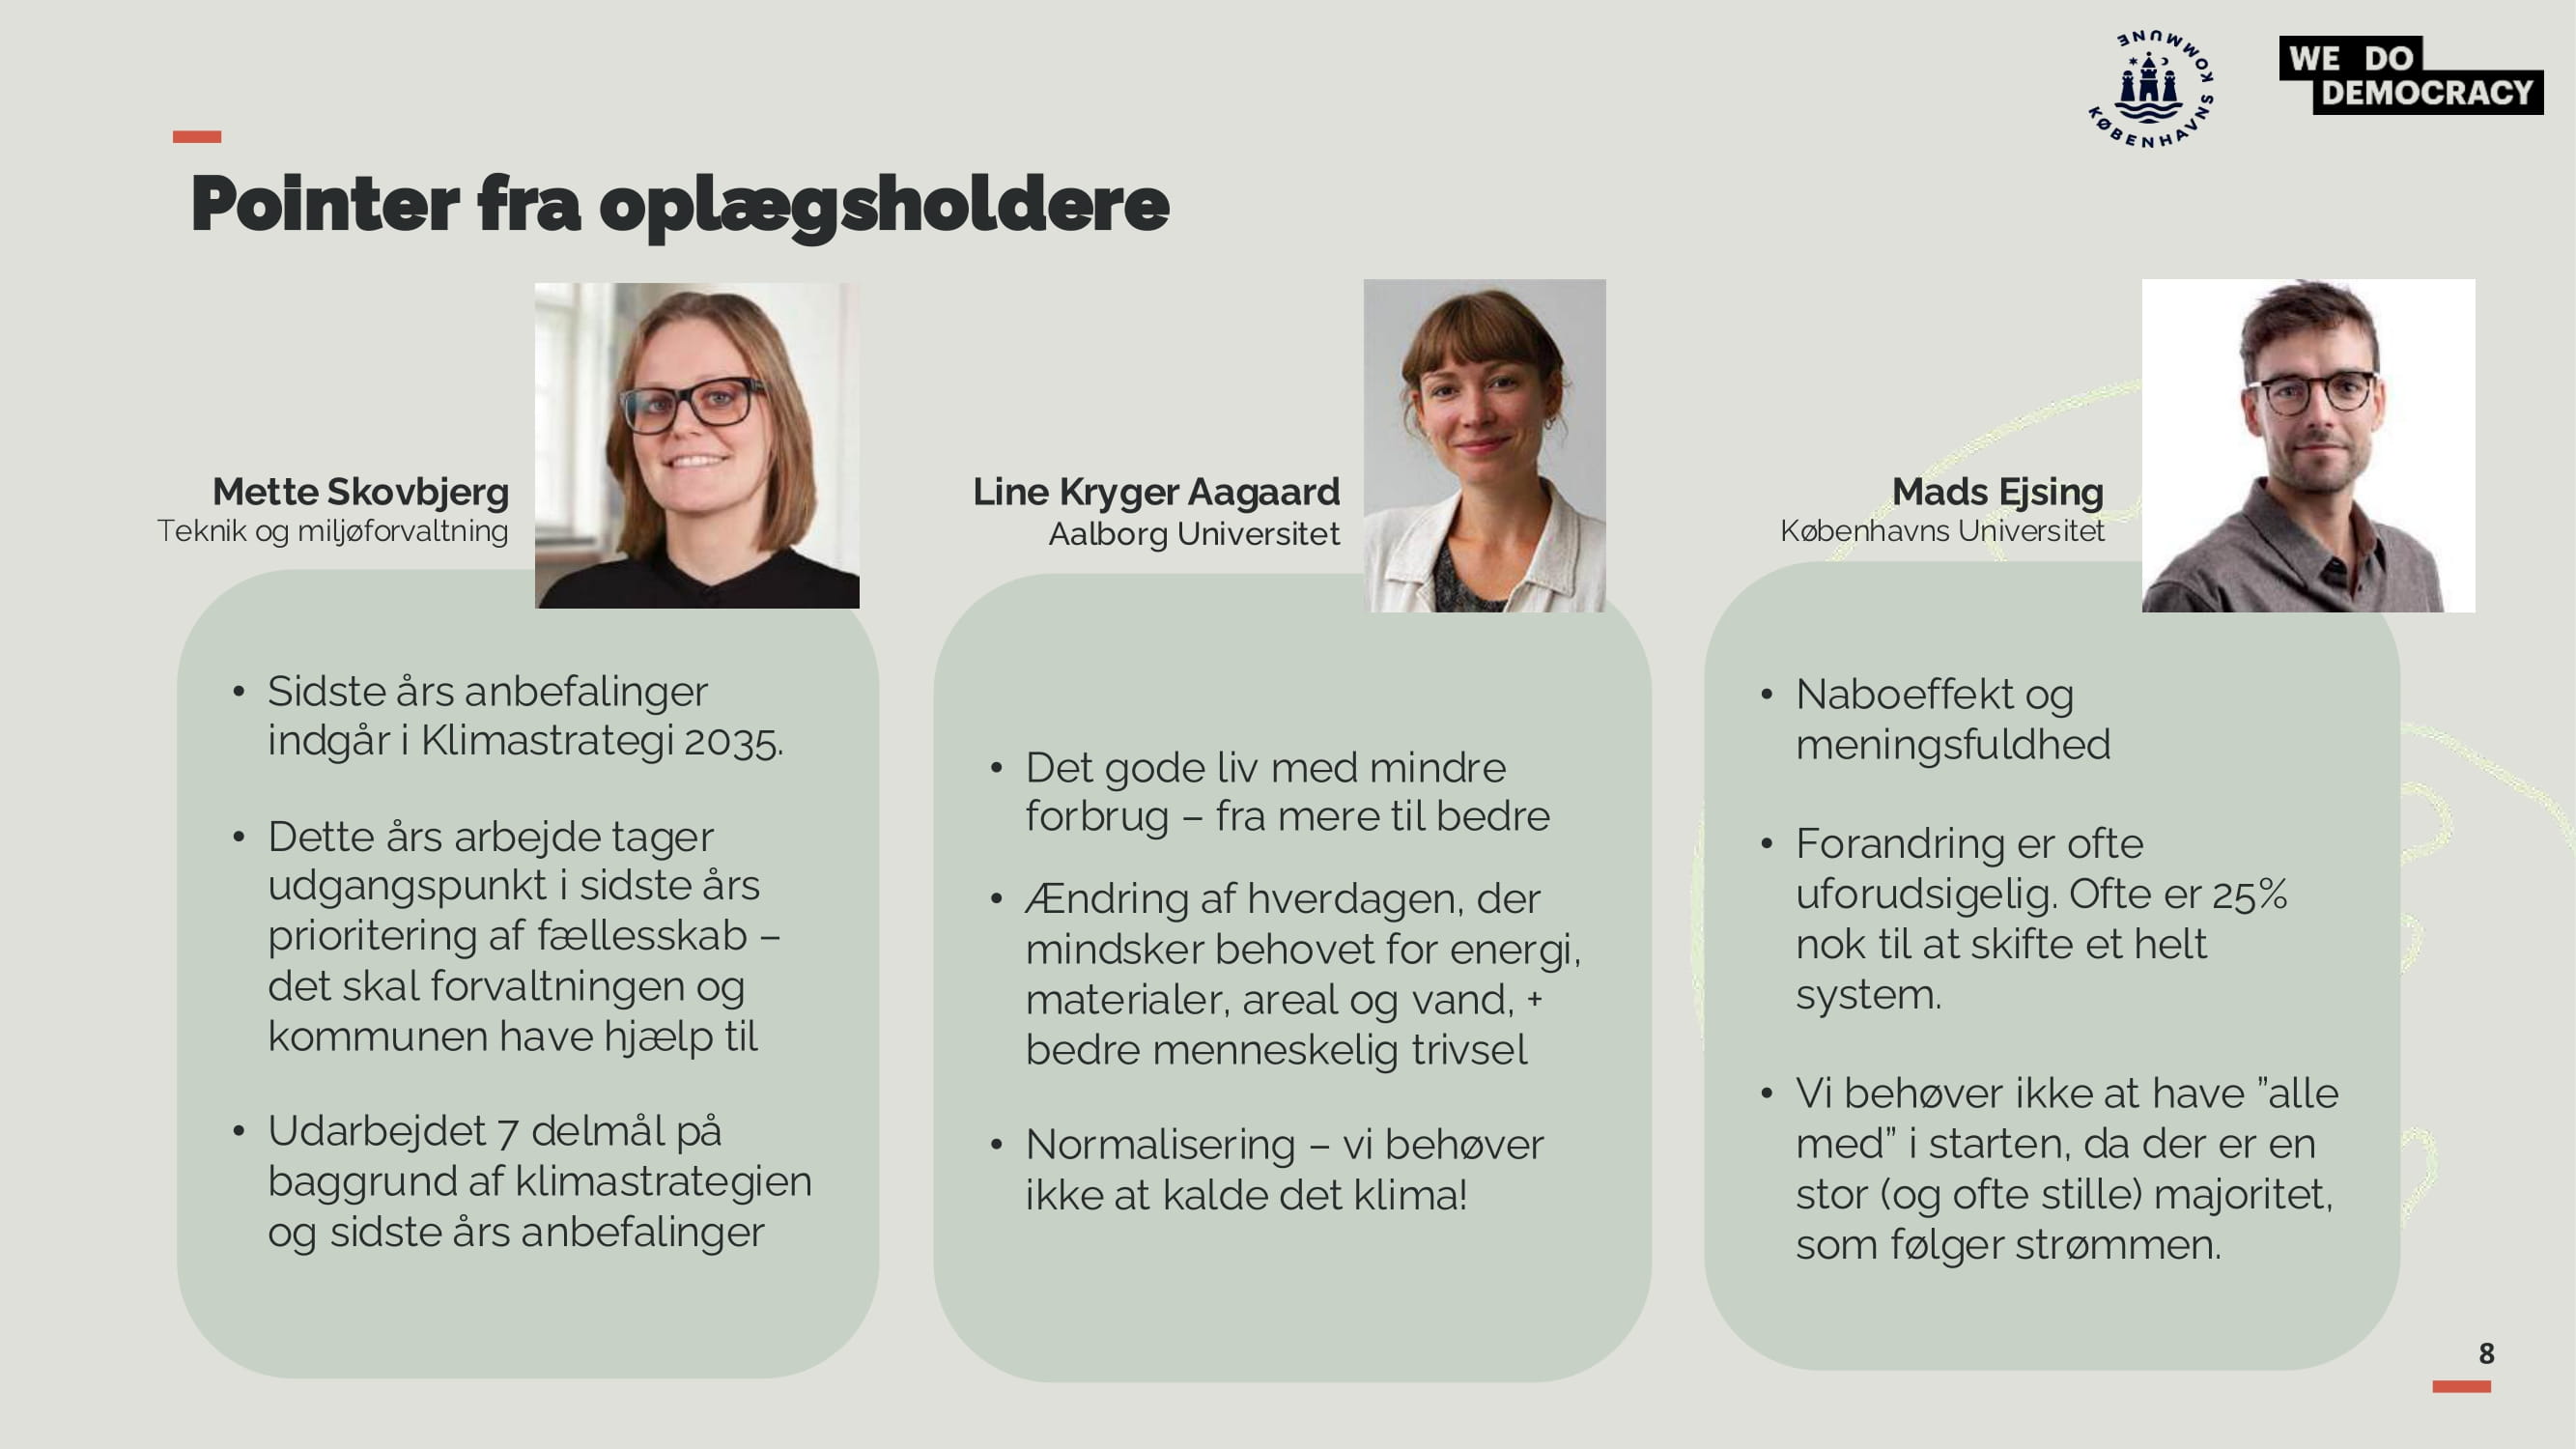 KØBENHAVNS KOMMUNE
WE DO
DEMOCRACY
Pointer fra oplægsholdere
Mette Skovbjerg
Teknik og miljøforvaltning
• Sidste års anbefalinger
indgår i Klimastrategi 2035.
• Dette års arbejde tager
udgangspunkt i sidste års
prioritering af fællesskab –
det skal forvaltningen og
kommunen have hjælp til
• Udarbejdet 7 delmål på
baggrund af klimastrategien
og sidste års anbefalinger
Line Kryger Aagaard
Aalborg Universitet
• Det gode liv med mindre
forbrug – fra mere til bedre
• Ændring af hverdagen, der
mindsker behovet for energi,
materialer, areal og vand, +
bedre menneskelig trivsel
• Normalisering – vi behøver
ikke at kalde det klima!
Mads Ejsing
Københavns Universitet
• Naboeffekt og
meningsfuldhed
• Forandring er ofte
uforudsigelig. Ofte er 25%
nok til at skifte et helt
system.
• Vi behøver ikke at have ”alle
med” i starten, da der er en
stor (og ofte stille) majoritet,
som følger strømmen.
8